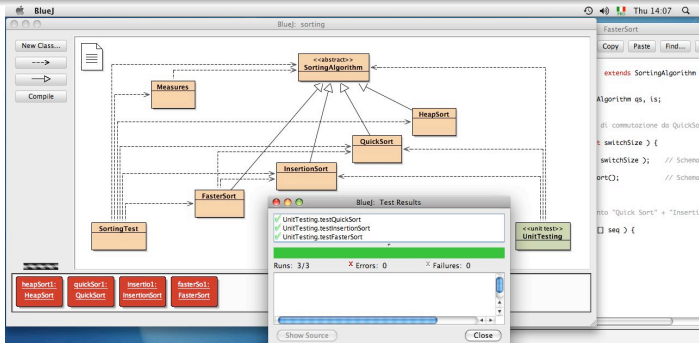 BlueJ
Thu 14:07
BlueJ: sorting
FasterSort
New Class...
Compile
Copy
Paste
Find...
<<abstract>>
SortingAlgorithm
Measures
HeapSort
QuickSort
InsertionSort
FasterSort
SortingTest
<<unit test>>
UnitTesting
extends SortingAlgorithm
Algorithm qs, is;
di commutazione da QuickSo
switchSize ) {
switchSize ); // Schema
ort(); // Schema
nto "Quick Sort" + "Inserti
[] seq ) {
BlueJ: Test Results
UnitTesting.testQuickSort
UnitTesting.testInsertionSort
UnitTesting.testFasterSort
Runs: 3/3
X Errors: 0
X Failures: 0
Show Source
Close
heapSort1:
HeapSort
quickSor1:
QuickSort
insertio1:
InsertionSort
fasterSo1:
FasterSort